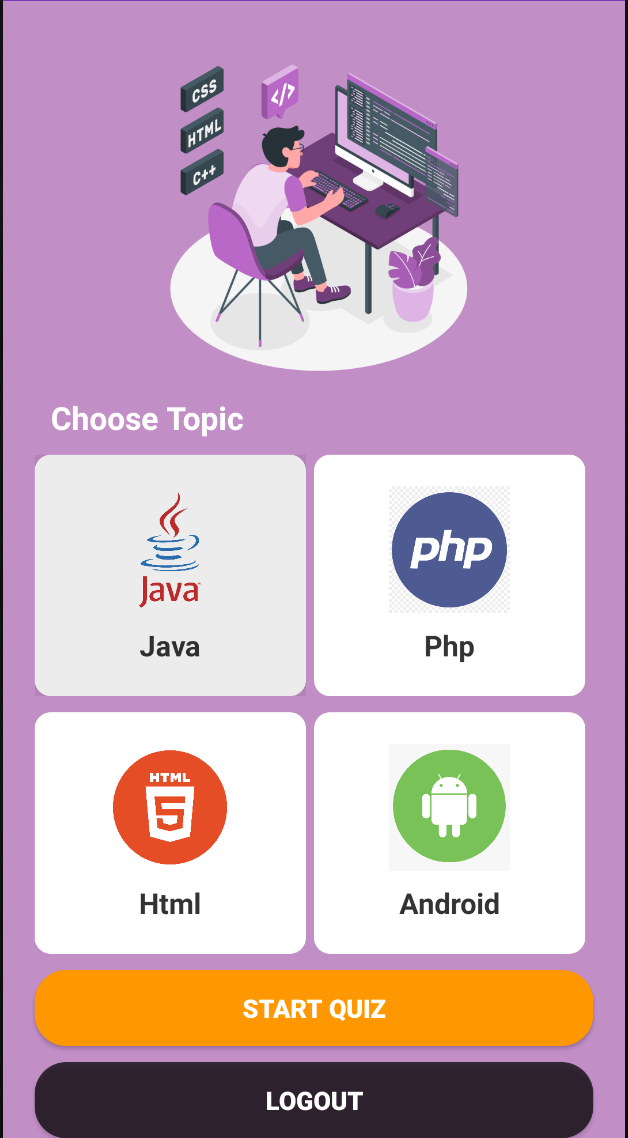 CSS
</>
HTML
C++
Choose Topic
Java
Java
php
Php
HTML
5
Html
Android
START QUIZ
LOGOUT